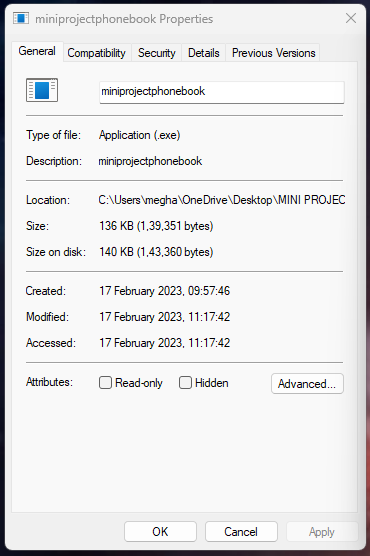 miniprojectphonebook Properties
General Compatibility Security Details Previous Versions
miniprojectphonebook
Type of file: Application (.exe)
Description: miniprojectphonebook
Location: C:\Users\megha\OneDrive\Desktop\MINI PROJEC
Size: 136 KB (1,39,351 bytes)
Size on disk: 140 KB (1,43,360 bytes)
Created: 17 February 2023, 09:57:46
Modified: 17 February 2023, 11:17:42
Accessed: 17 February 2023, 11:17:42
Attributes: Read-only Hidden Advanced...
OK Cancel Apply